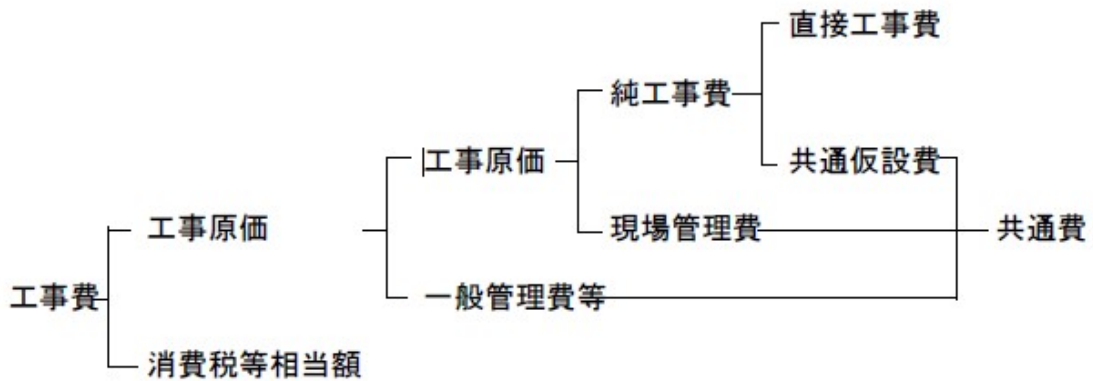 直接工事費
純工事費
工事原価
共通仮設費
工事原価
現場管理費
共通費
工事費
一般管理費等
消費税等相当額